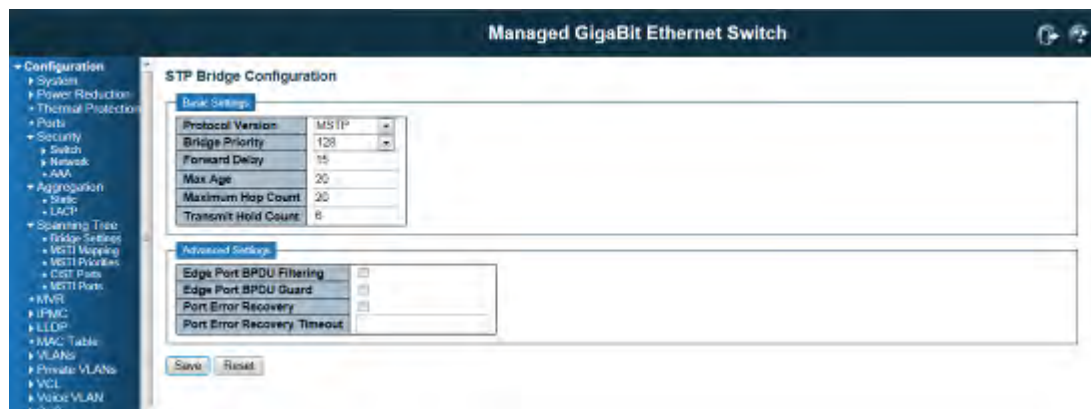 Managed GigaBit Ethernet Switch
Configuration
System
Power Reduction
Thermal Protection
Ports
Security
Switch
Network
AAA
Aggregation
Static
LACP
Spanning Tree
Bridge Settings
MSTI Mapping
MSTI Priorities
CIST Ports
MSTI Ports
MVR
IPMC
LLDP
MAC Table
VLANs
Private VLANs
VCL
Voice VLAN
STP Bridge Configuration
Basic Settings
Protocol Version MSTP
Bridge Priority 128
Forward Delay 15
Max Age 20
Maximum Hop Count 20
Transmit Hold Count 6
Advanced Settings
Edge Port BPDU Filtering
Edge Port BPDU Guard
Port Error Recovery
Port Error Recovery Timeout
Save Reset